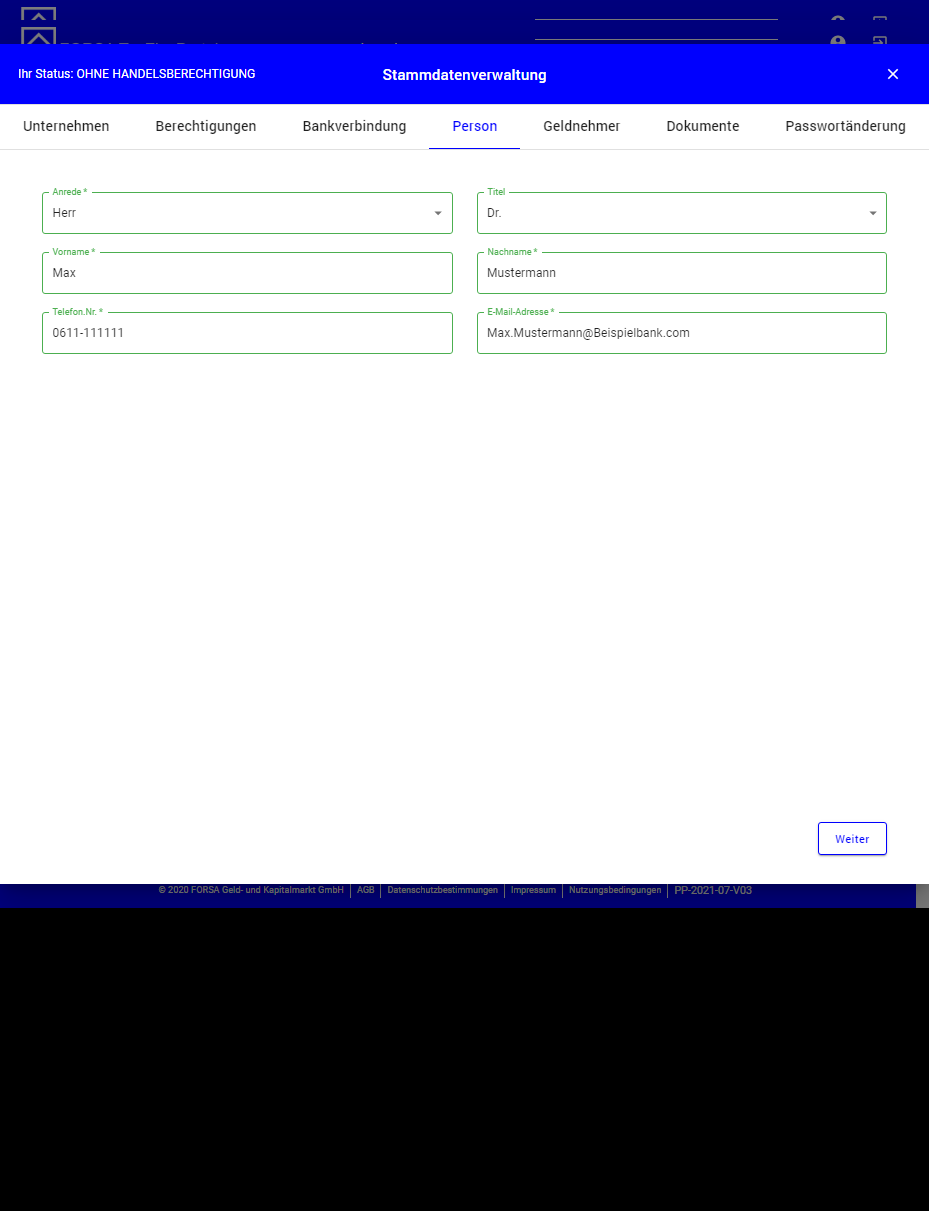 Ihr Status: OHNE HANDELSBERECHTIGUNG
Stammdatenverwaltung
Unternehmen Berechtigungen Bankverbindung Person Geldnehmer Dokumente Passwortänderung
Anrede * Titel
Herr Dr.
Vorname * Nachname *
Max Mustermann
Telefon.Nr. * E-Mail-Adresse *
0611-111111 Max.Mustermann@Beispielbank.com
Weiter
© 2020 FORSA Geld- und Kapitalmarkt GmbH | AGB | Datenschutzbestimmungen | Impressum | Nutzungsbedingungen | PP-2021-07-V03